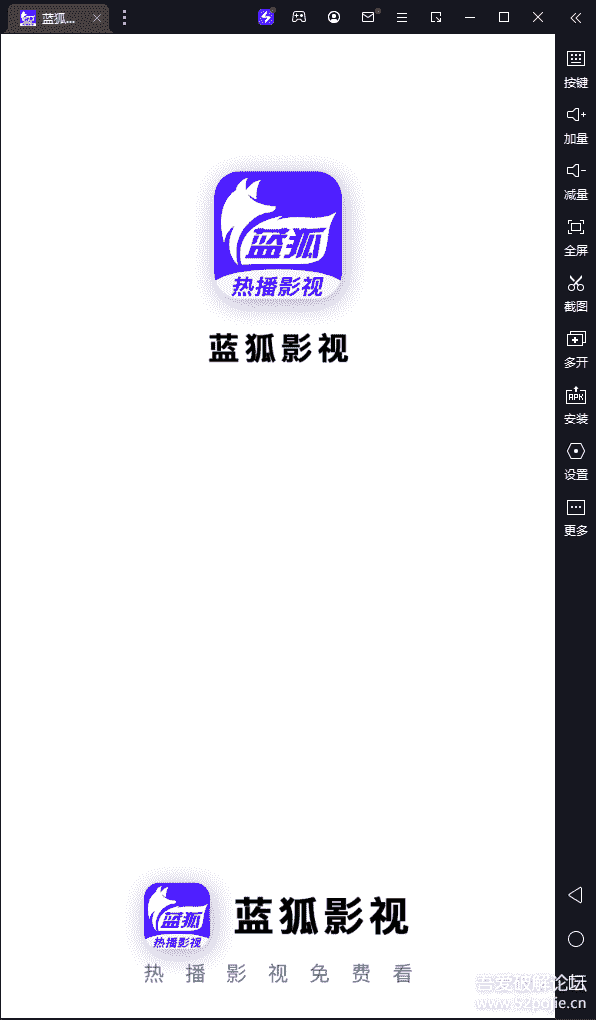 蓝狐...
按键
加量
减量
全屏
截图
多开
APK
安装
设置
更多
蓝狐
热播影视
蓝狐影视
蓝狐
热播影视
蓝狐影视
热播影视免费看
吾爱破解论坛
www.52pojie.cn